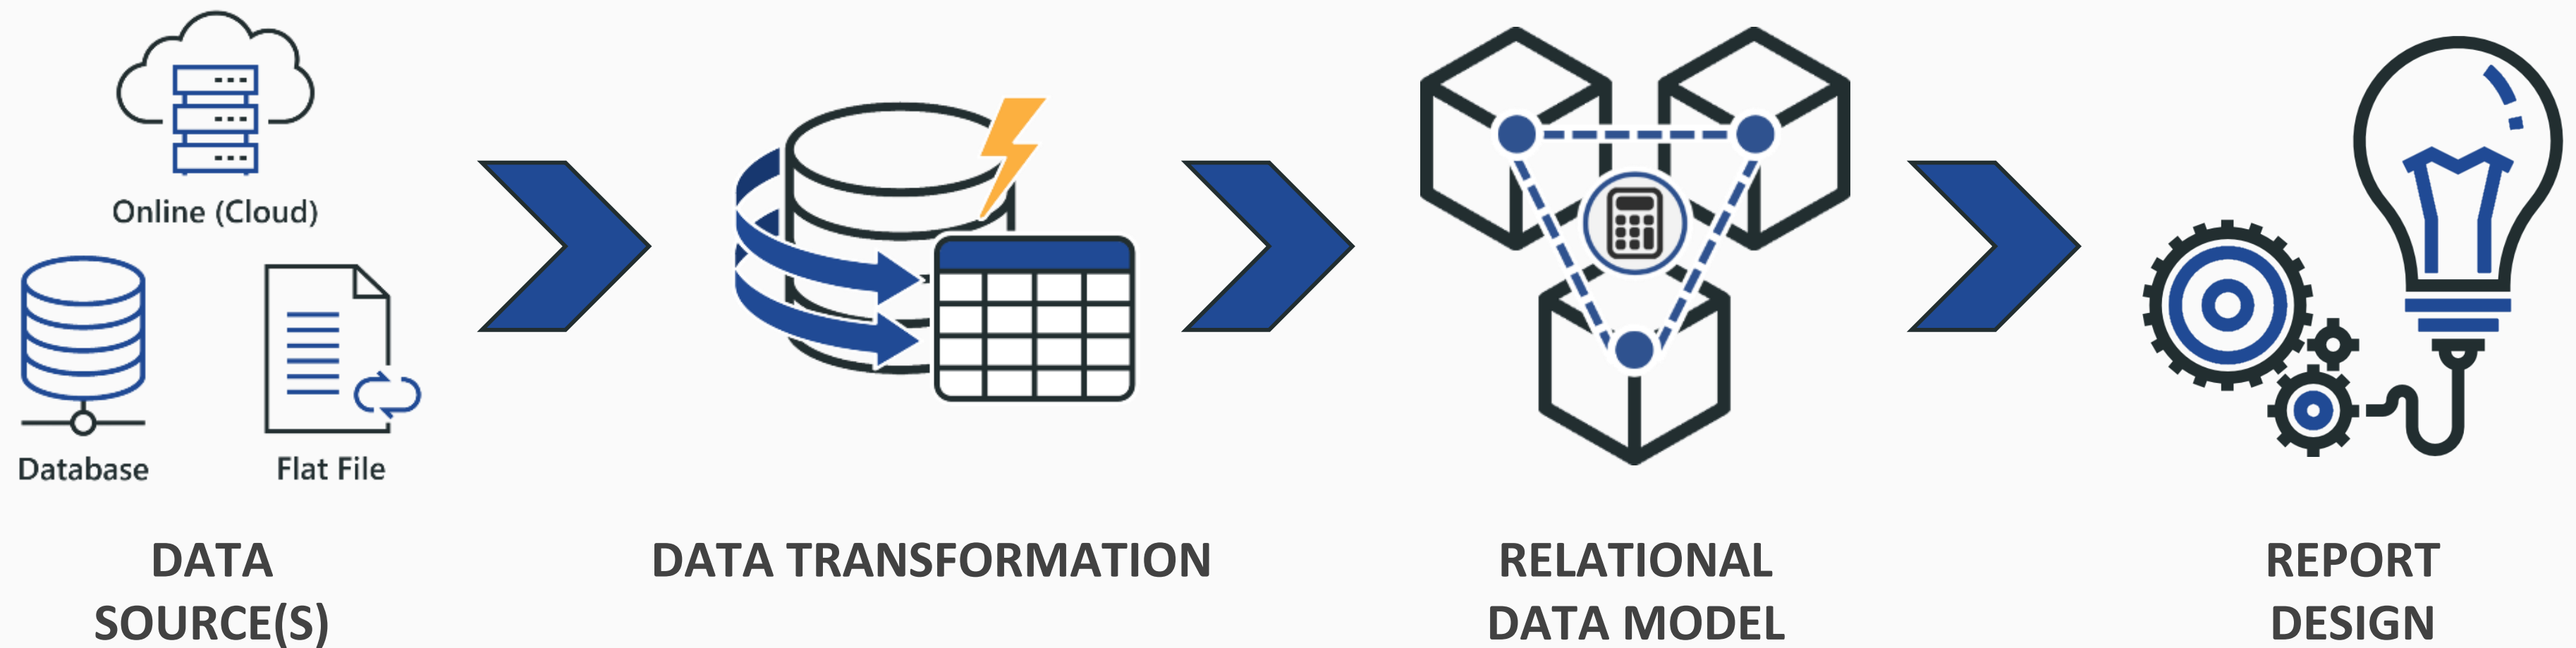 Online (Cloud)
Database
Flat File
DATA
SOURCE(S)
DATA TRANSFORMATION
RELATIONAL
DATA MODEL
REPORT
DESIGN